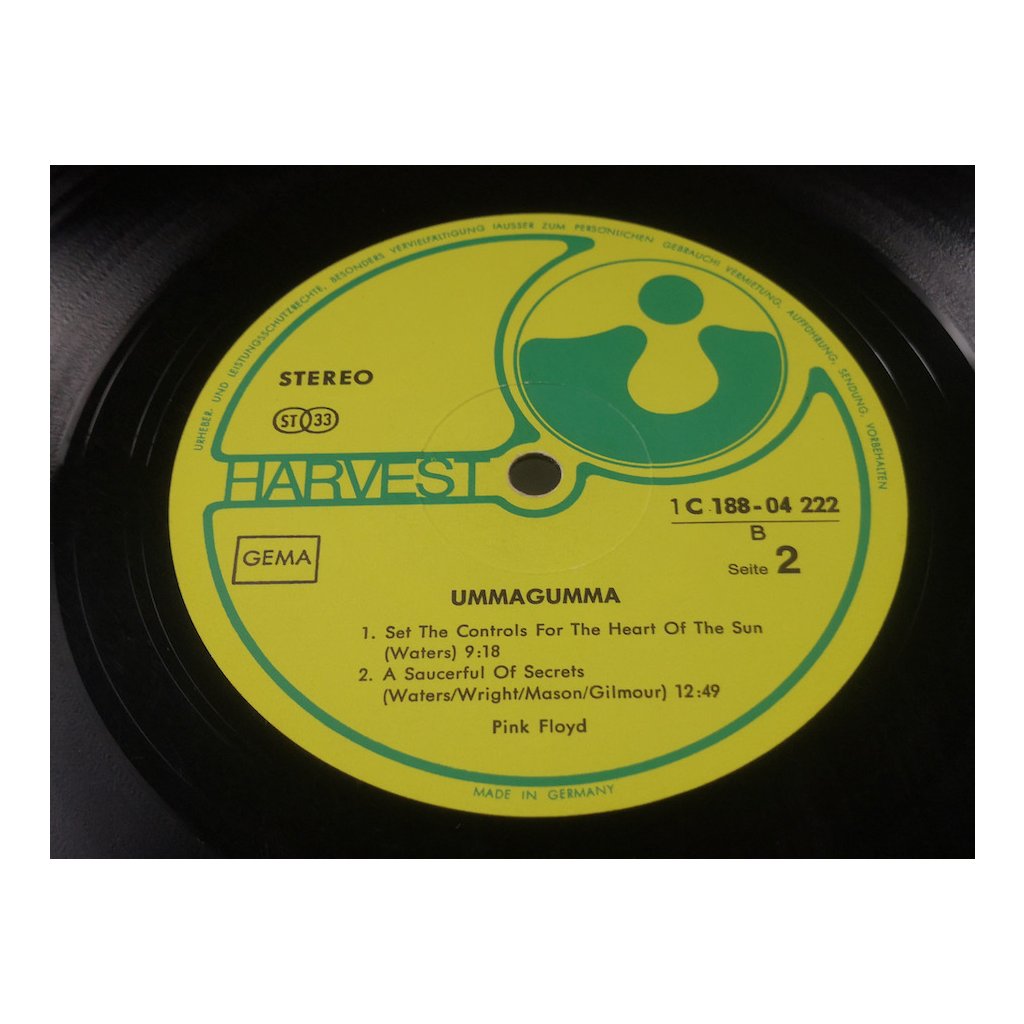 URHEBER. UND LEISTUNGSSCHUTZRECHTE, BESONDERS VERVIELFÄLTIGUNG (AUSSER ZUM PERSÖNLICHEN GEBRAUCH) VERMIETUNG, AUFFÜHRUNG, SENDUNG, VORBEHALTEN
STEREO
ST 33
HARVEST
1 C 188-04 222
B
Seite 2
GEMA
UMMAGUMMA
1. Set The Controls For The Heart Of The Sun
(Waters) 9:18
2. A Saucerful Of Secrets
(Waters/Wright/Mason/Gilmour) 12:49
Pink Floyd
MADE IN GERMANY